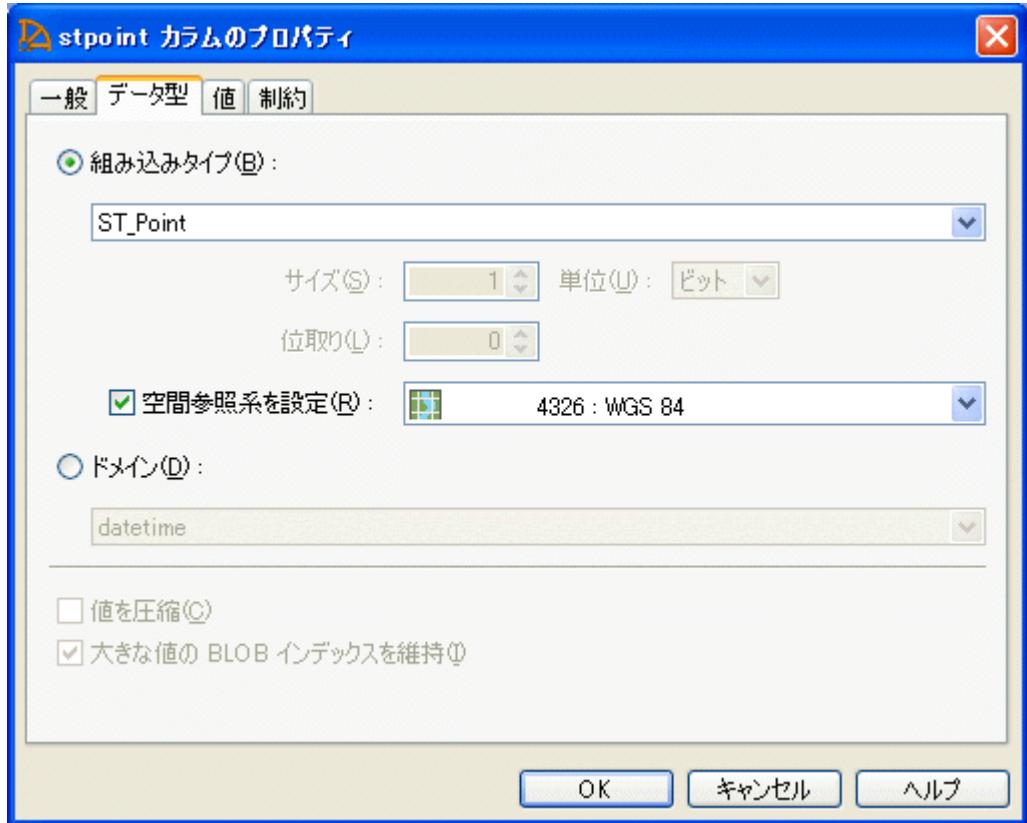 stpoint カラムのプロパティ
一般 データ型 値 制約
組み込みタイプ(B) :
ST_Point
サイズ(S) : 1 単位(U) : ビット
位取り(L) : 0
空間参照系を設定(R) : 4326 : WGS 84
ドメイン(D) :
datetime
値を圧縮(C)
大きな値の BLOB インデックスを維持(I)
OK キャンセル ヘルプ